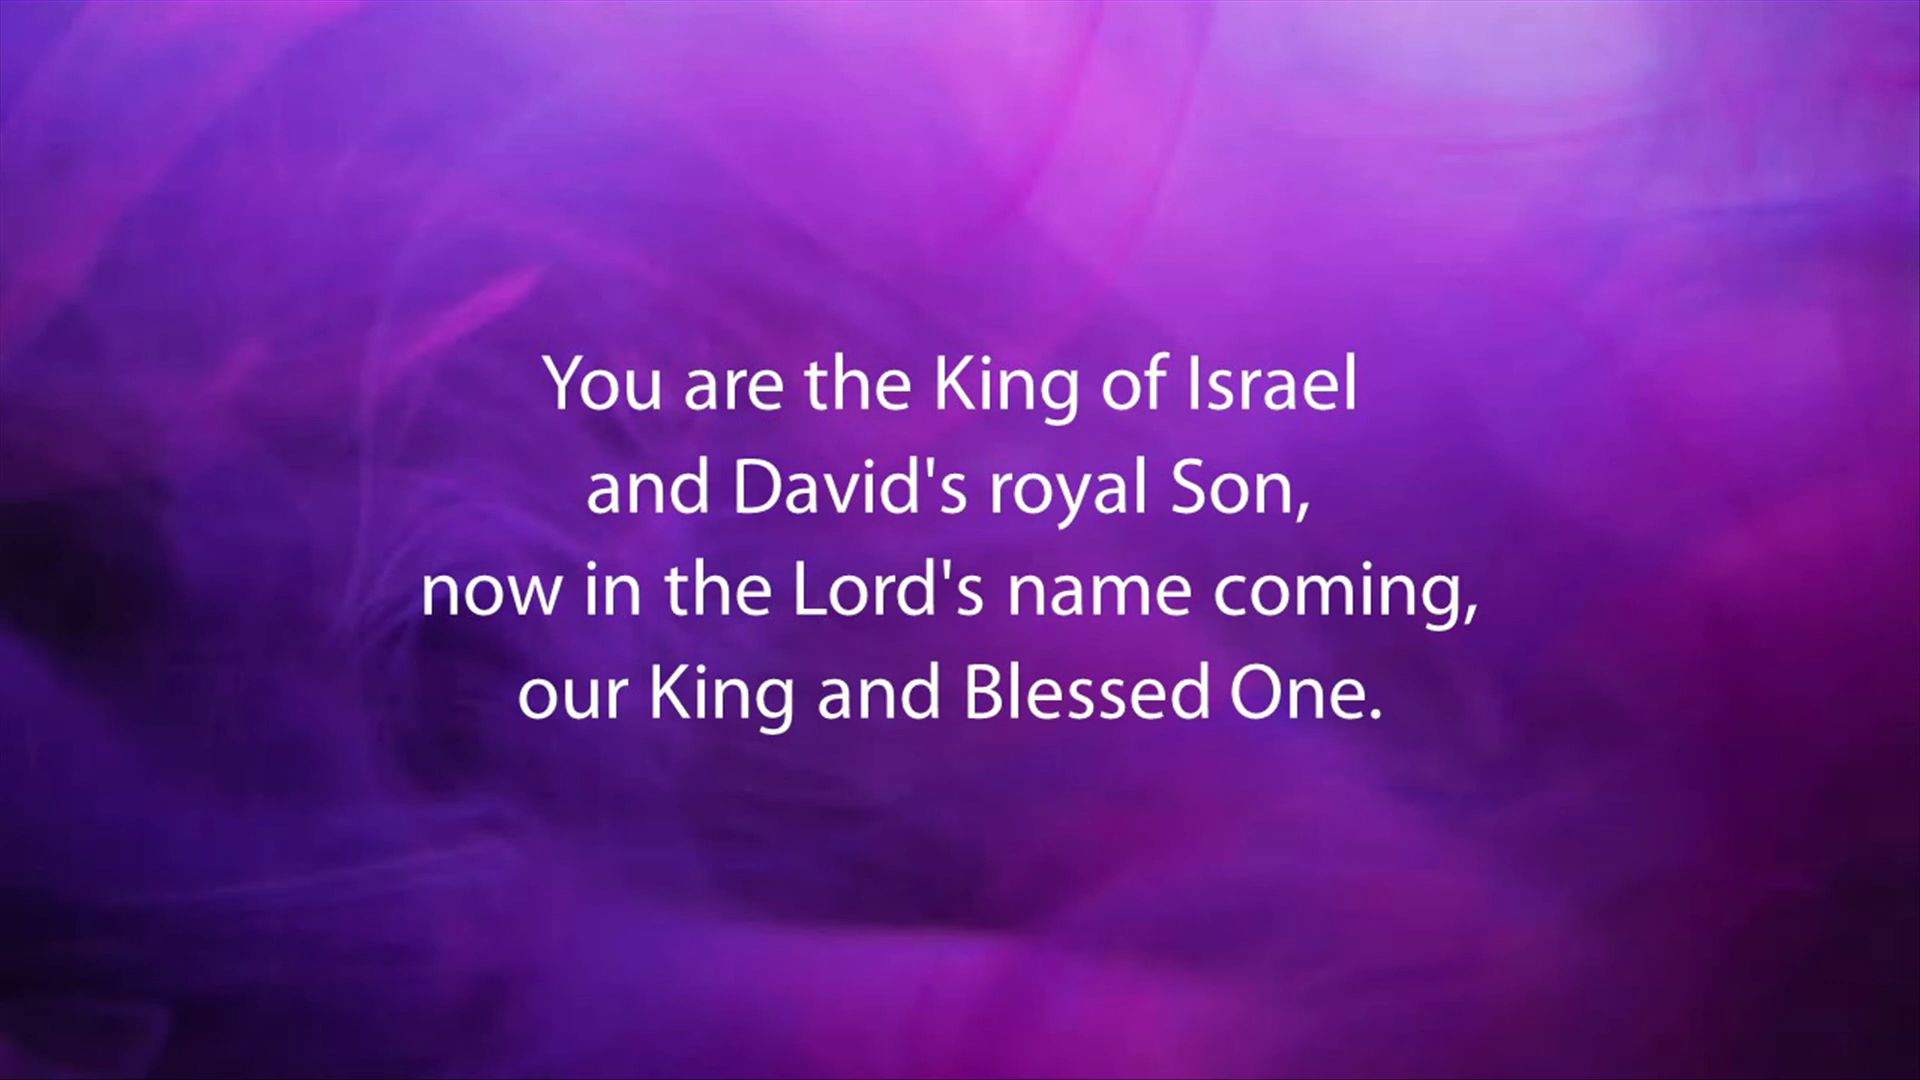 You are the King of Israel
and David's royal Son,
now in the Lord's name coming,
our King and Blessed One.